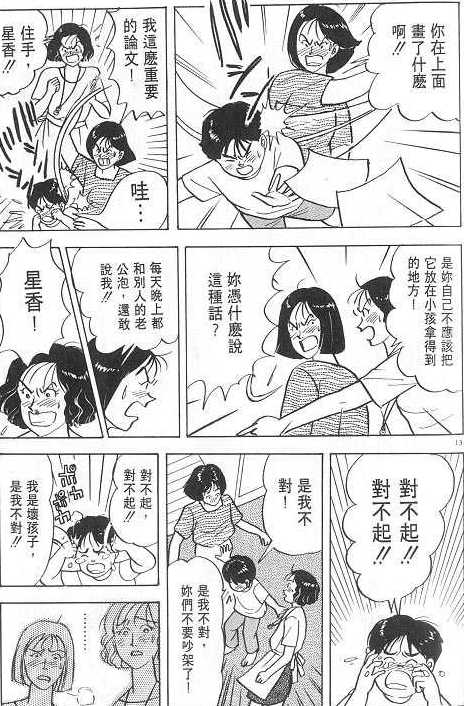 你在上面
畫了什麼
啊!!
我這麼重要
的論文！
住手，
星香!!
哇…
是妳自己不應該把
它放在小孩拿得到
的地方！
妳憑什麼說
這種話？
每天晚上都
和別人的老
公泡，還敢
說我!!
星香！
13
對不起!!
對不起!!
是我不
對！
是我不對，
妳們不要吵架了！
對不起，
對不起!!
我是壞孩子，
是我不對!!
………